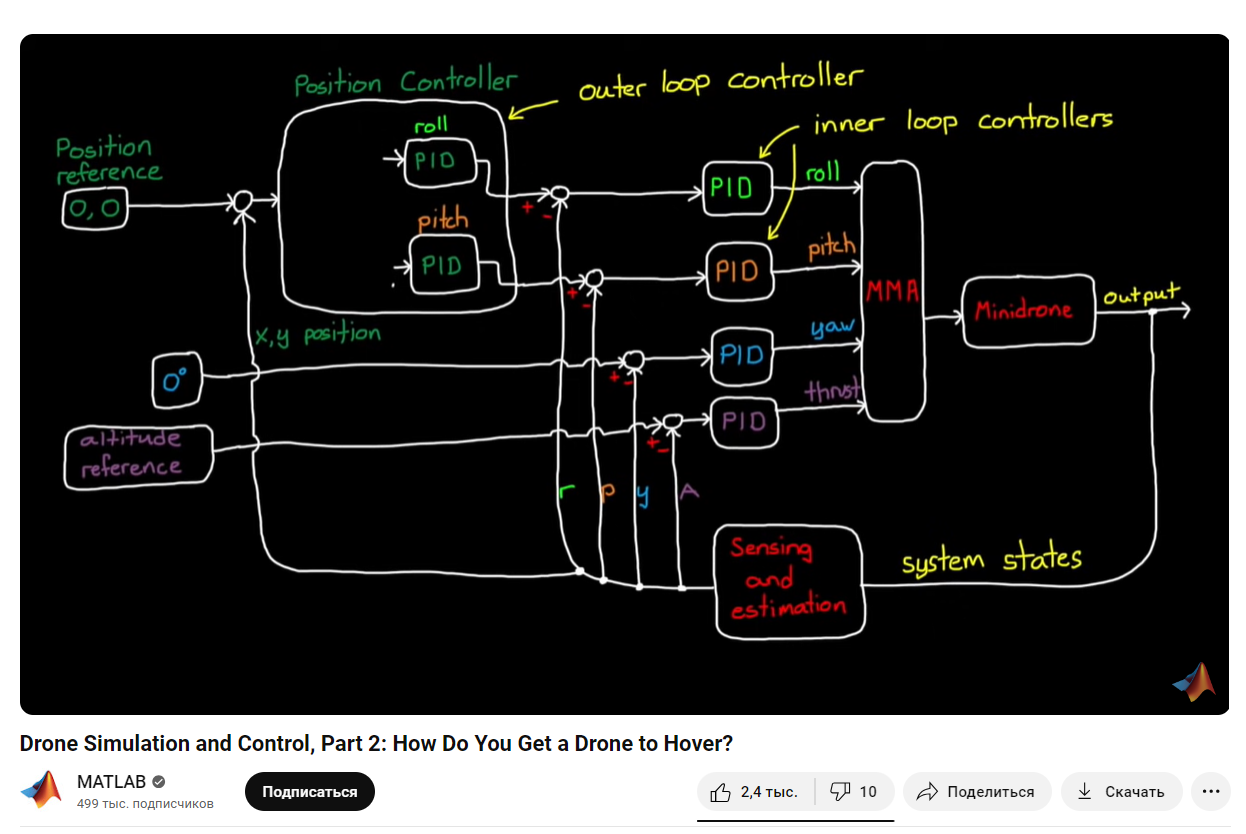 Position Controller
outer loop controller
inner loop controllers
Position
reference
0,0
roll
PID
pitch
PID
x,y position
+
-
+
-
+
-
+
-
PID
roll
PID
pitch
PID
yaw
PID
thrust
MMA
Minidrone
output
0°
altitude
reference
r
p
y
A
Sensing
and
estimation
system states
Drone Simulation and Control, Part 2: How Do You Get a Drone to Hover?
MATLAB
499 тыс. подписчиков
Подписаться
2,4 тыс.
10
Поделиться
Скачать